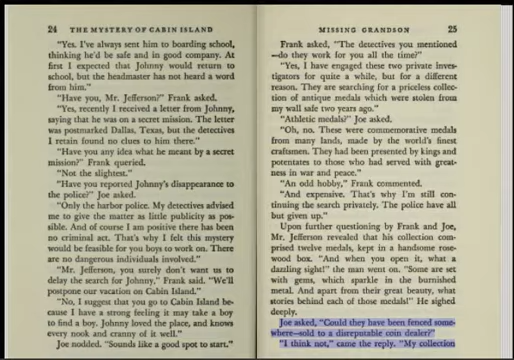 24 THE MYSTERY OF CABIN ISLAND
"Yes. I've always sent him to boarding school,
thinking he'd be safe and in good company. At
first I expected that Johnny would return to
school, but the headmaster has not heard a word
from him."
"Have you, Mr. Jefferson?" Frank asked.
"Yes, recently I received a letter from Johnny,
saying that he was on a secret mission. The letter
was postmarked Dallas, Texas, but the detectives
I retain found no clues to him there."
"Have you any idea what he meant by a secret
mission?" Frank queried.
"Not the slightest."
"Have you reported Johnny's disappearance to
the police?" Joe asked.
"Only the harbor police. My detectives advised
me to give the matter as little publicity as pos-
sible. And of course I am positive there has been
no criminal act. That's why I felt this mystery
would be feasible for you boys to work on. There
are no dangerous individuals involved."
"Mr. Jefferson, you surely don't want us to
delay the search for Johnny," Frank said. "We'll
postpone our vacation on Cabin Island."
"No, I suggest that you go to Cabin Island be-
cause I have a strong feeling it may take a boy
to find a boy. Johnny loved the place, and knows
every nook and cranny of it well."
Joe nodded. "Sounds like a good spot to start."
MISSING GRANDSON 25
Frank asked, "The detectives you mentioned
—do they work for you all the time?"
"Yes, I have engaged these two private inves-
tigators for quite a while, but for a different
reason. They are searching for a priceless collec-
tion of antique medals which were stolen from
my wall safe two years ago."
"Athletic medals?" Joe asked.
"Oh, no. These were commemorative medals
from many lands, made by the world's finest
craftsmen. They had been presented by kings and
potentates to those who had served with great-
ness in war and peace."
"An odd hobby," Frank commented.
"And expensive. That's why I'm still con-
tinuing the search privately. The police have all
but given up."
Upon further questioning by Frank and Joe,
Mr. Jefferson revealed that his collection com-
prised twelve medals, kept in a handsome rose-
wood box. "And when you open it, what a
dazzling sight!" the man went on. "Some are set
with gems, which sparkle in the burnished
metal. And apart from their great beauty, what
stories behind each of those medals!" He sighed
deeply.
Joe asked, "Could they have been fenced some-
where—sold to a disreputable coin dealer?"
"I think not," came the reply. "My collection